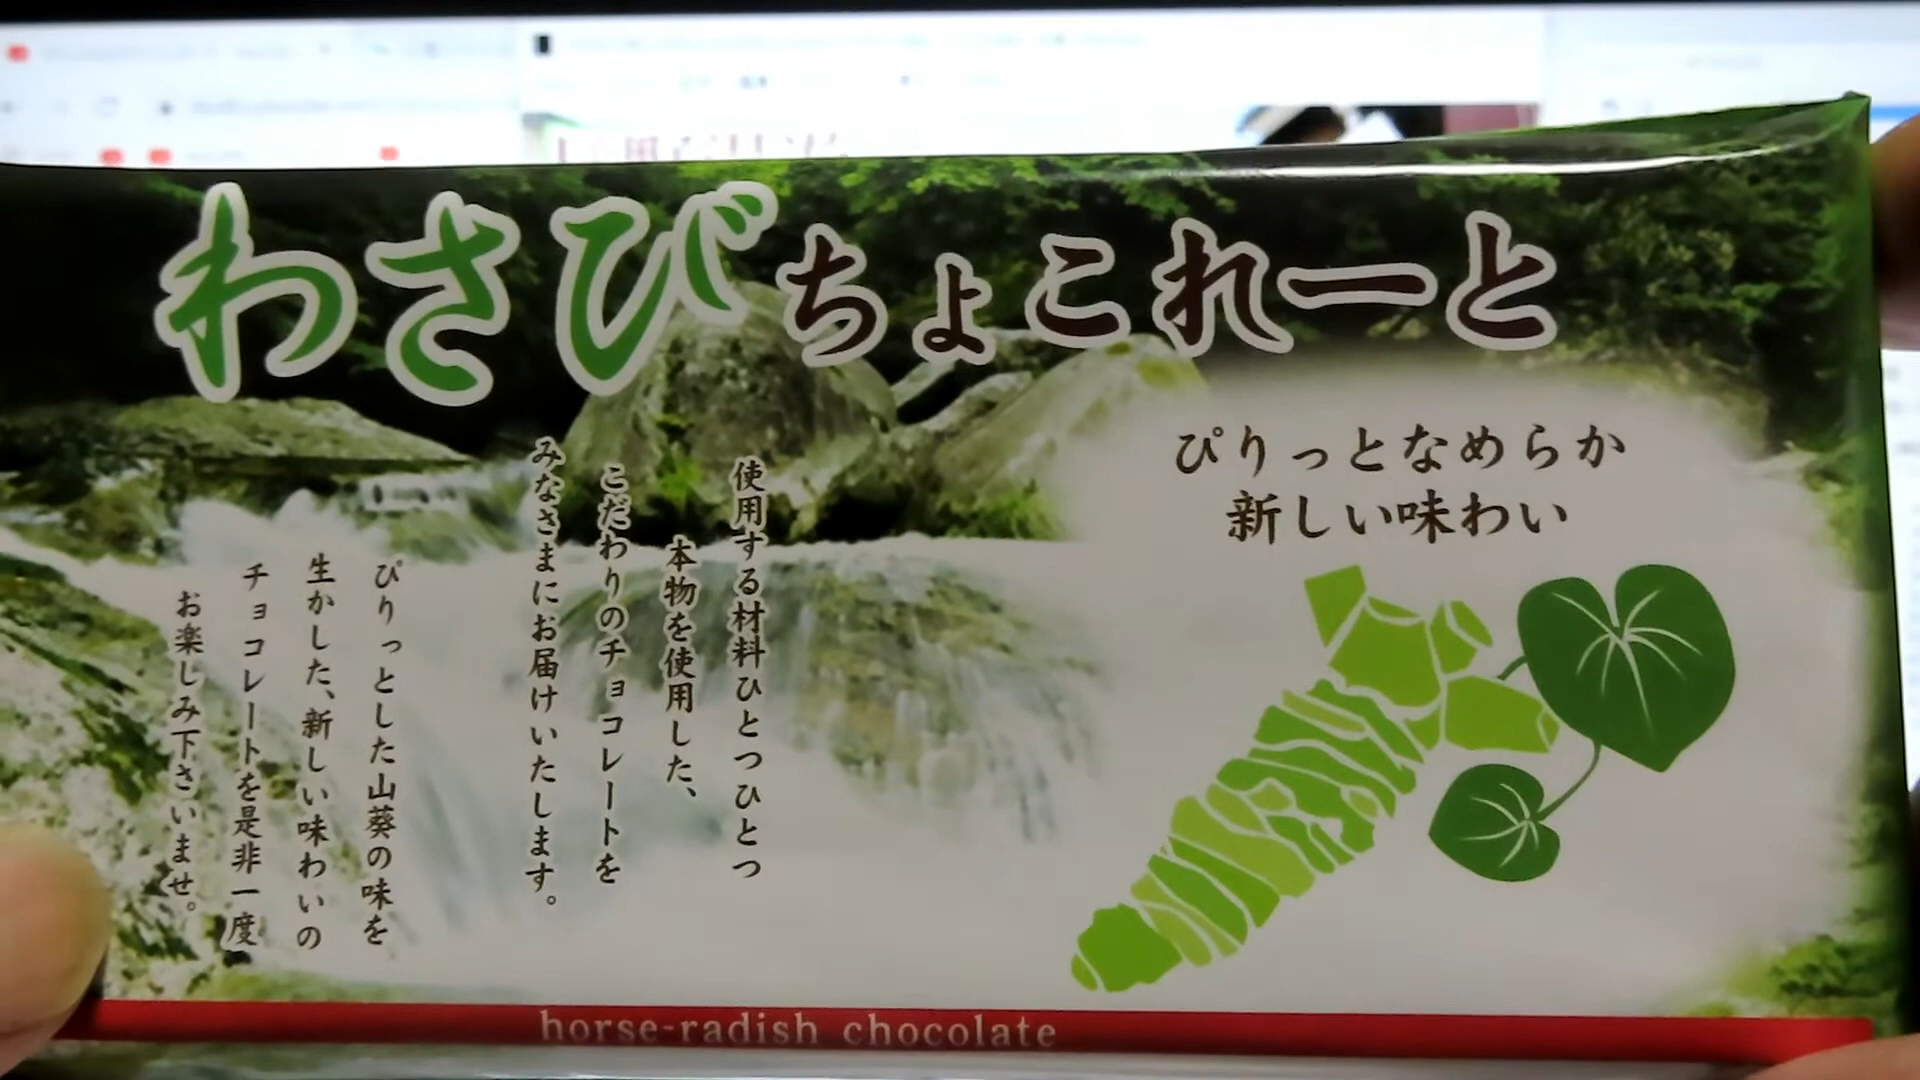 わさびちょこれーと
ぴりっとなめらか
新しい味わい
使用する材料ひとつひとつ
本物を使用した、
こだわりのチョコレートを
みなさまにお届けいたします。
ぴりっとした山葵の味を
生かした、新しい味わいの
チョコレートを是非一度
お楽しみ下さいませ。
horse-radish chocolate